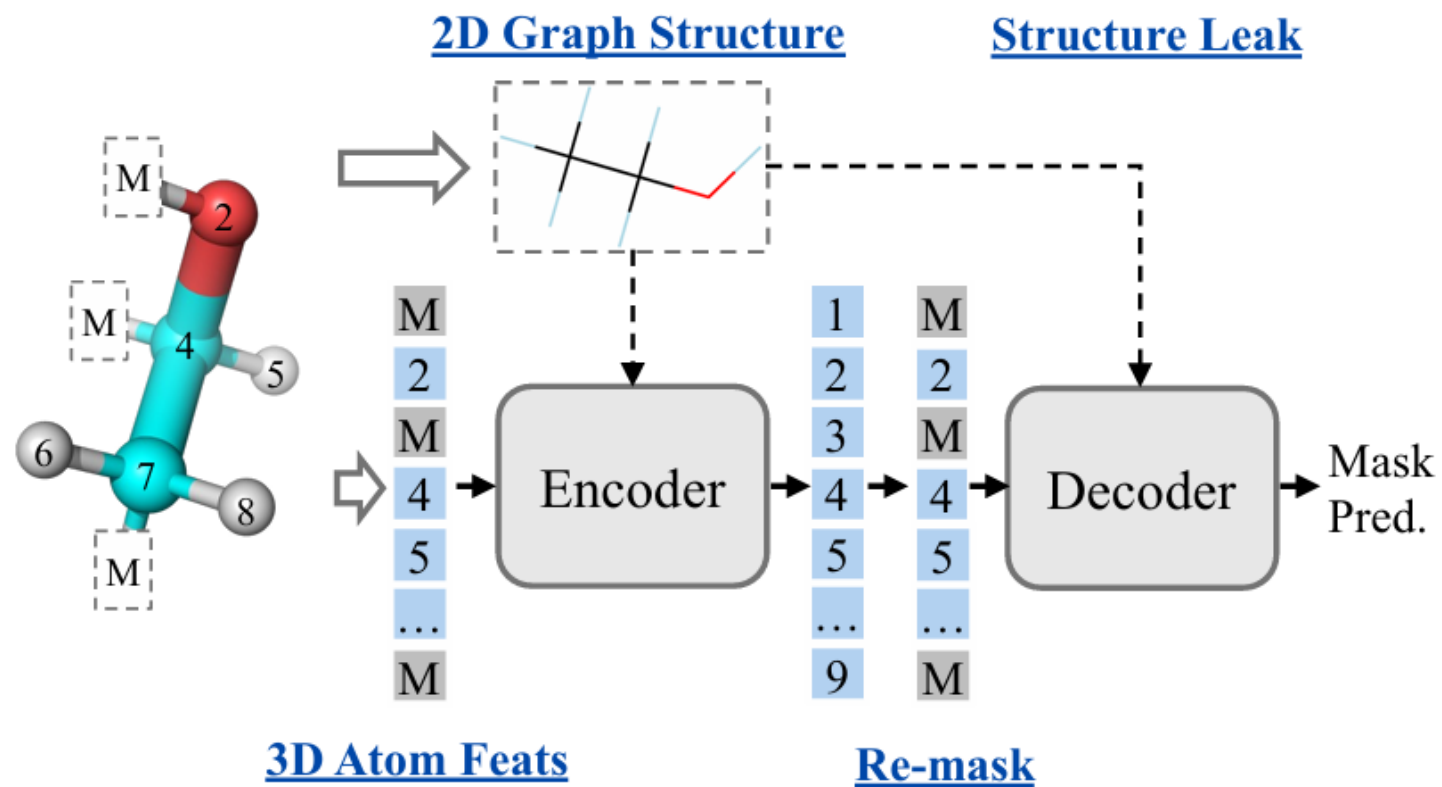 2D Graph Structure
Structure Leak
M
2
M
4
5
6
7
8
M
M
2
M
4
5
...
M
Encoder
1
2
3
4
5
...
9
M
2
M
4
5
...
M
Decoder
Mask
Pred.
3D Atom Feats
Re-mask